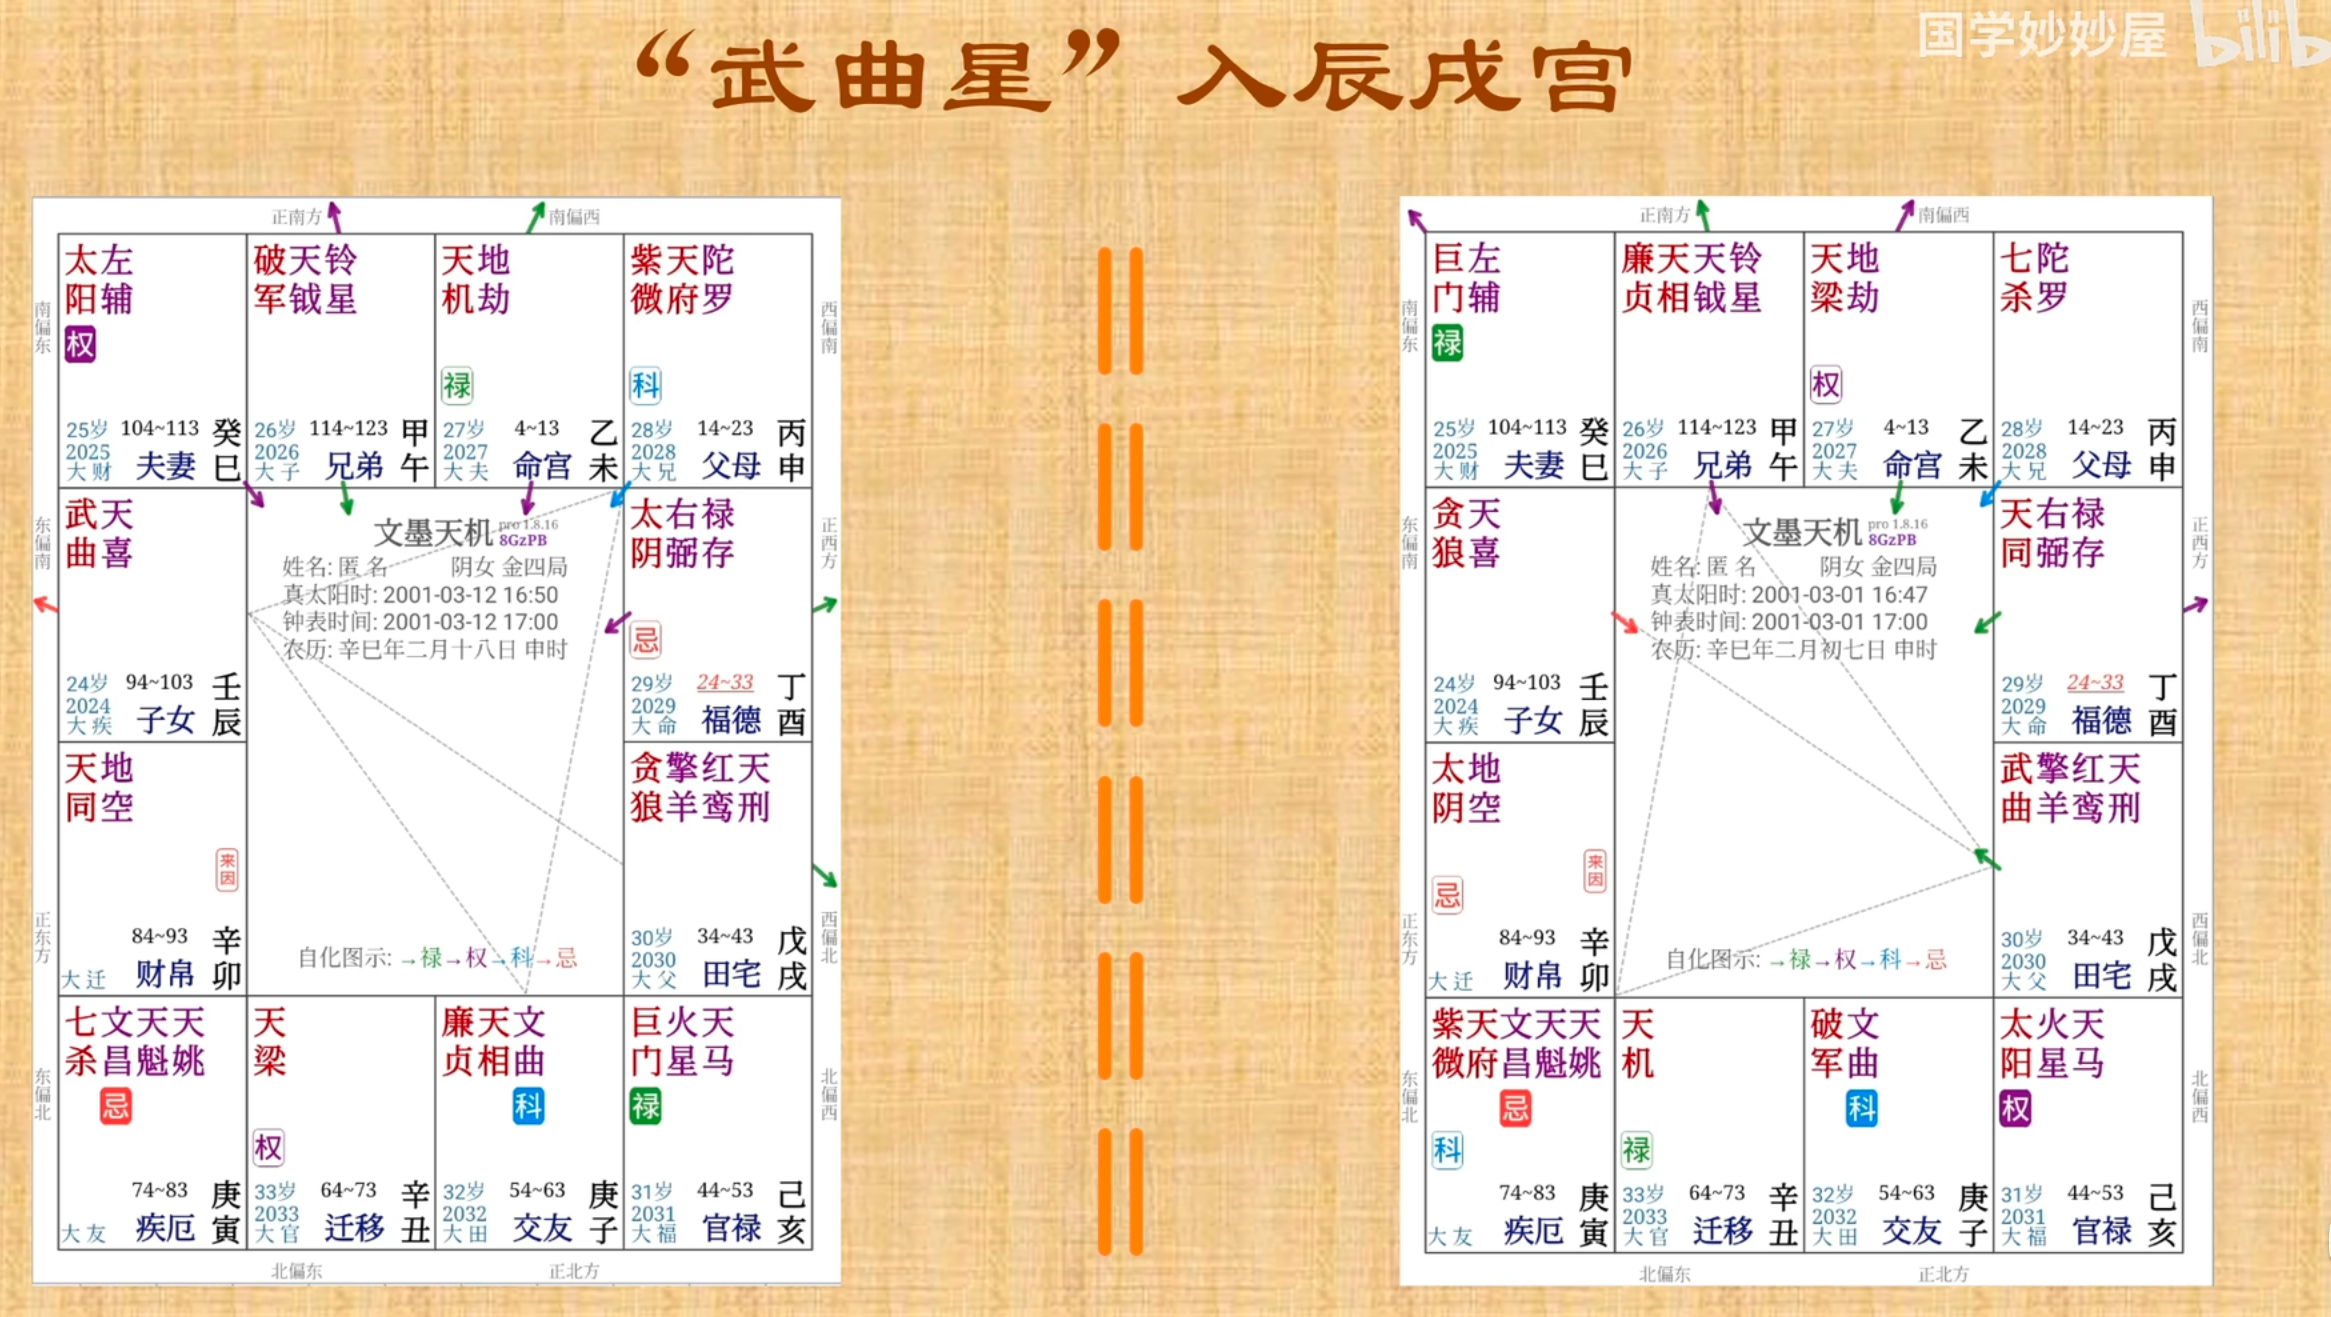 国学妙妙屋 bilib
“武曲星”入辰戌宫
正南方 南偏西
南偏东
东偏南
正东方
东偏北
西偏南
正西方
西偏北
北偏西
太阳 左辅
权
25岁 104~113 癸
2025
大财 夫妻 巳
破军 天钺 铃星
26岁 114~123 甲
2026
大子 兄弟 午
天机 地劫
禄
27岁 4~13 乙
2027
大夫 命宫 未
紫微 天府 陀罗
科
28岁 14~23 丙
2028
大兄 父母 申
武曲 天喜
24岁 94~103 壬
2024
大疾 子女 辰
文墨天机 pro 1.8.16
8GzPB
姓名: 匿名 阴女 金四局
真太阳时: 2001-03-12 16:50
钟表时间: 2001-03-12 17:00
农历: 辛巳年二月十八日 申时
太阴 右弼 禄存
忌
29岁 24~33 丁
2029
大命 福德 酉
天同 地空
来因
84~93 辛
大迁 财帛 卯
自化图示: →禄→权→科→忌
贪狼 擎羊 红鸾 天刑
30岁 34~43 戊
2030
大父 田宅 戌
七杀 文昌 天魁 天姚
忌
74~83 庚
大友 疾厄 寅
天梁
权
33岁 64~73 辛
2033
大官 迁移 丑
廉贞 天相 文曲
科
32岁 54~63 庚
2032
大田 交友 子
巨门 火星 天马
禄
31岁 44~53 己
2031
大福 官禄 亥
北偏东 正北方
正南方 南偏西
南偏东
东偏南
正东方
东偏北
西偏南
正西方
西偏北
北偏西
巨门 左辅
禄
25岁 104~113 癸
2025
大财 夫妻 巳
廉贞 天相 天钺 铃星
26岁 114~123 甲
2026
大子 兄弟 午
天梁 地劫
权
27岁 4~13 乙
2027
大夫 命宫 未
七杀 陀罗
28岁 14~23 丙
2028
大兄 父母 申
贪狼 天喜
24岁 94~103 壬
2024
大疾 子女 辰
文墨天机 pro 1.8.16
8GzPB
姓名: 匿名 阴女 金四局
真太阳时: 2001-03-01 16:47
钟表时间: 2001-03-01 17:00
农历: 辛巳年二月初七日 申时
天同 右弼 禄存
29岁 24~33 丁
2029
大命 福德 酉
太阴 地空
来因
忌
84~93 辛
大迁 财帛 卯
自化图示: →禄→权→科→忌
武曲 擎羊 红鸾 天刑
30岁 34~43 戊
2030
大父 田宅 戌
紫微 天府 文昌 天魁 天姚
忌
科
74~83 庚
大友 疾厄 寅
天机
禄
33岁 64~73 辛
2033
大官 迁移 丑
破军 文曲
科
32岁 54~63 庚
2032
大田 交友 子
太阳 火星 天马
权
31岁 44~53 己
2031
大福 官禄 亥
北偏东 正北方